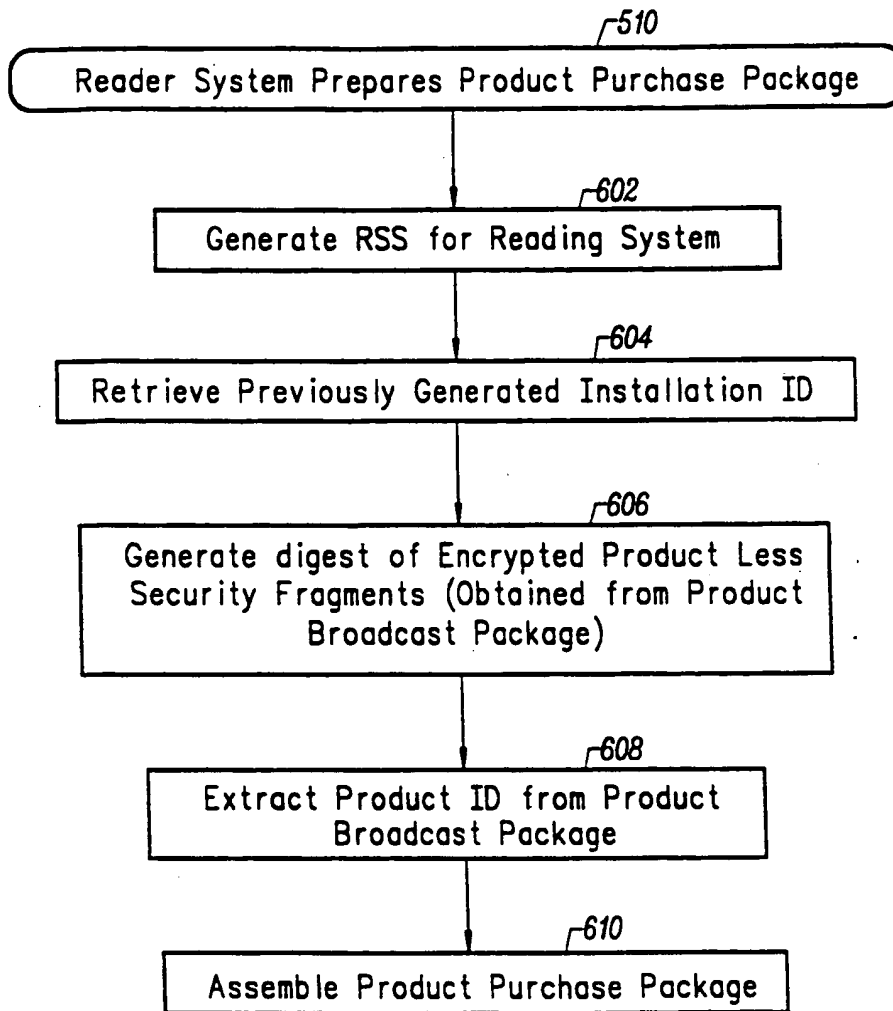 510
Reader System Prepares Product Purchase Package
602
Generate RSS for Reading System
604
Retrieve Previously Generated Installation ID
606
Generate digest of Encrypted Product Less
Security Fragments (Obtained from Product
Broadcast Package)
608
Extract Product ID from Product
Broadcast Package
610
Assemble Product Purchase Package